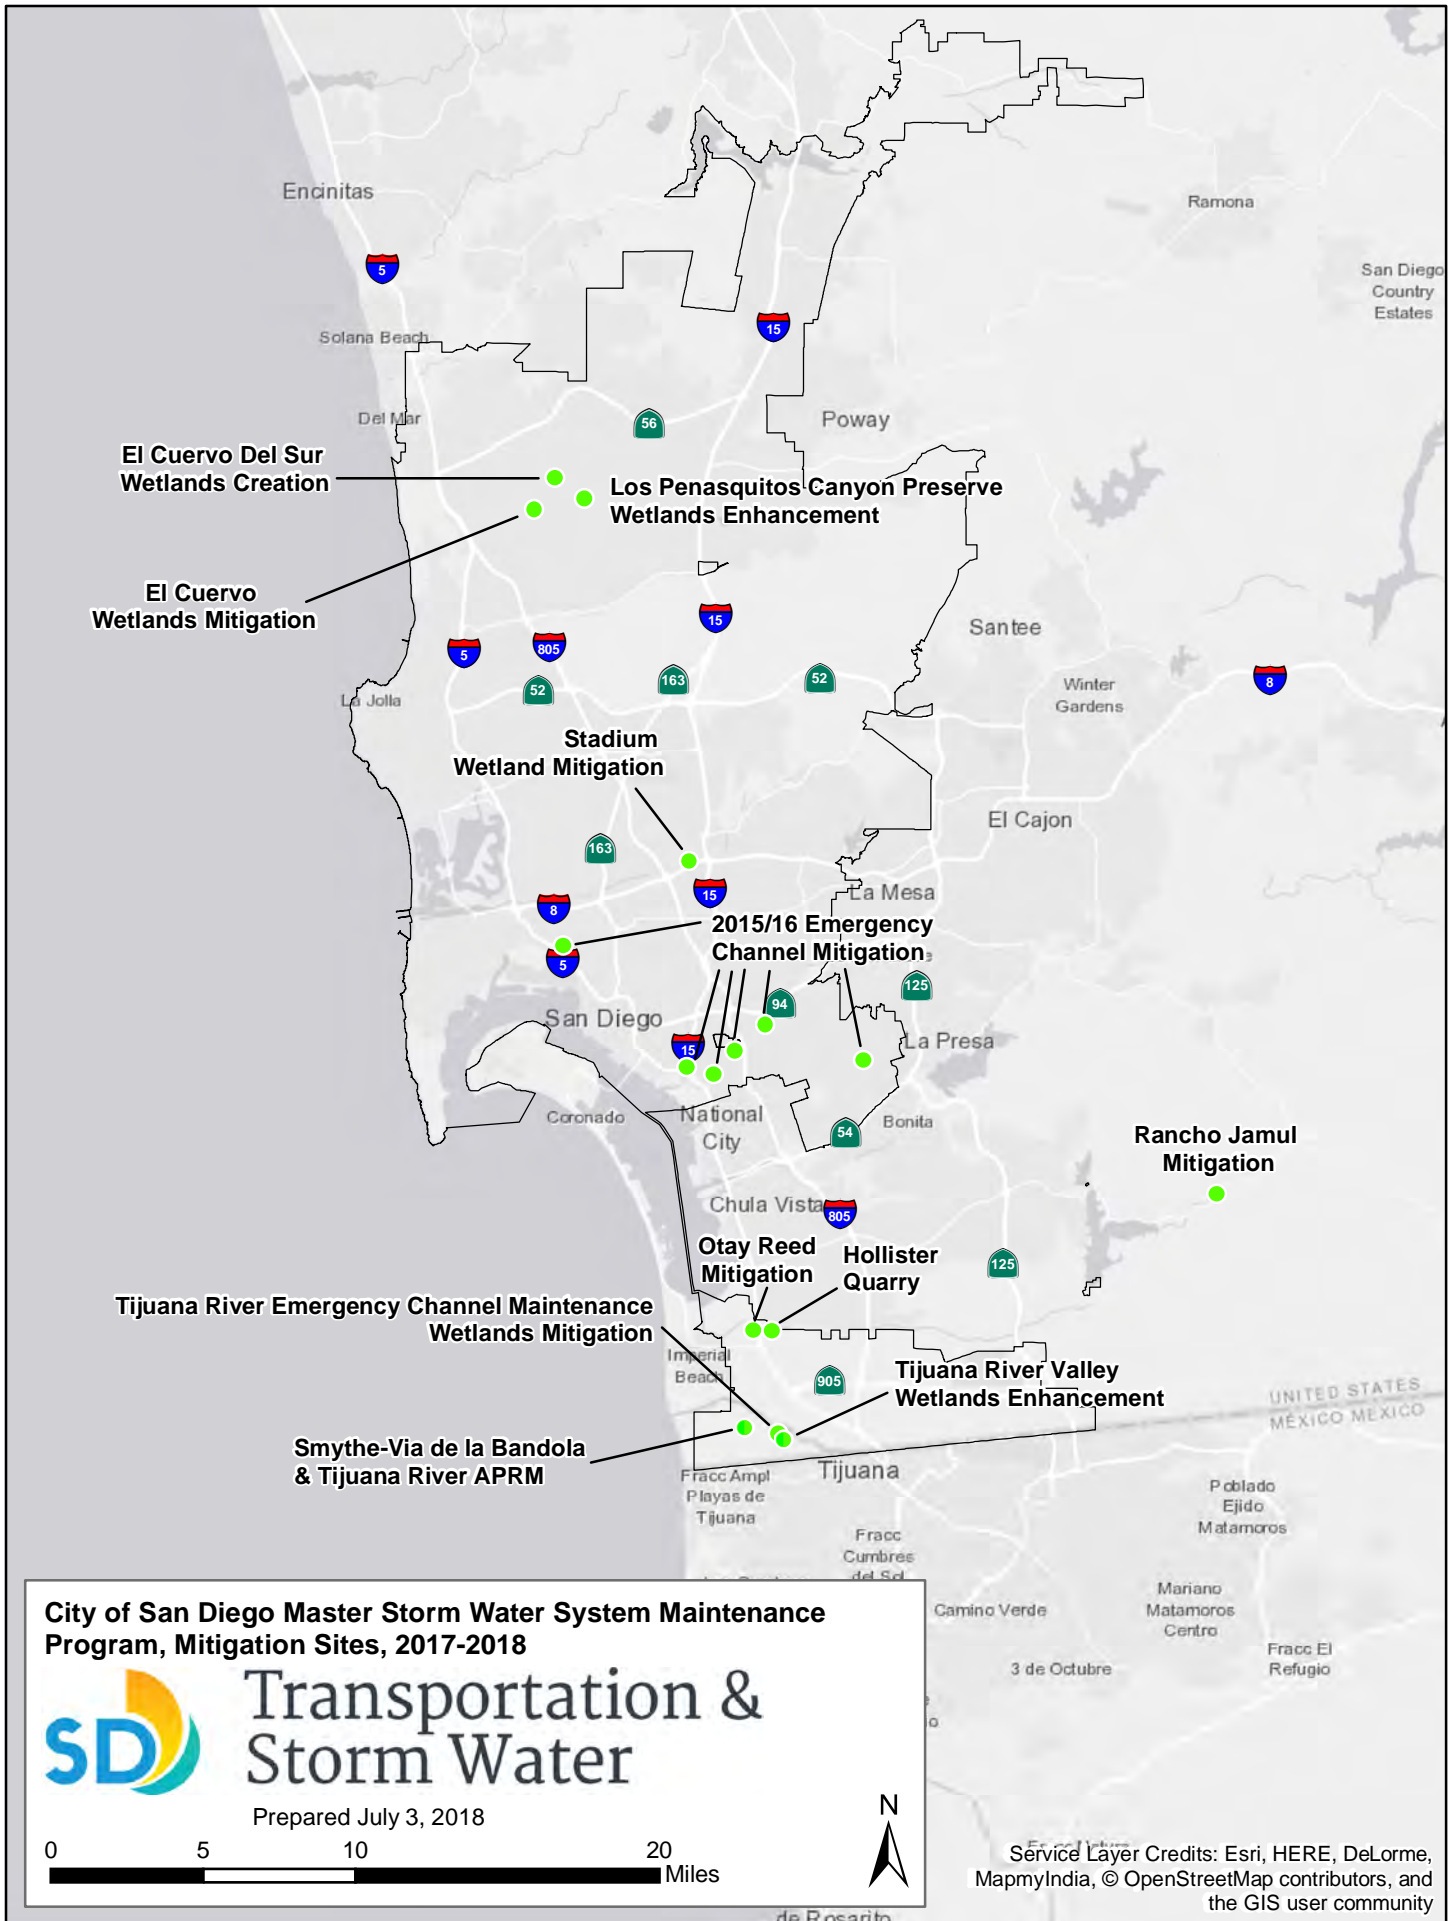 Encinitas
Ramona
San Diego
Country
Estates
5
15
Solana Beach
Del Mar
56
Poway
El Cuervo Del Sur
Wetlands Creation
Los Penasquitos Canyon Preserve
Wetlands Enhancement
El Cuervo
Wetlands Mitigation
15
Santee
5
805
52
163
52
8
La Jolla
Winter
Gardens
Stadium
Wetland Mitigation
El Cajon
163
La Mesa
15
8
2015/16 Emergency
Channel Mitigation
5
125
94
San Diego
La Presa
15
Coronado
National
City
54
Bonita
Rancho Jamul
Mitigation
Chula Vista
805
Otay Reed
Mitigation
Hollister
Quarry
125
Tijuana River Emergency Channel Maintenance
Wetlands Mitigation
Imperial
Beach
905
Tijuana River Valley
Wetlands Enhancement
UNITED STATES
MÉXICO MEXICO
Smythe-Via de la Bandola
& Tijuana River APRM
Tijuana
Fracc Ampl
Playas de
Tijuana
Poblado
Ejido
Matamoros
Fracc
Cumbres
del Sol
Camino Verde
Mariano
Matamoros
Centro
3 de Octubre
Fracc El
Refugio
City of San Diego Master Storm Water System Maintenance
Program, Mitigation Sites, 2017-2018
SD
Transportation &
Storm Water
Prepared July 3, 2018
N
0 5 10 20
Miles
Service Layer Credits: Esri, HERE, DeLorme,
MapmyIndia, © OpenStreetMap contributors, and
the GIS user community
de Rosarito